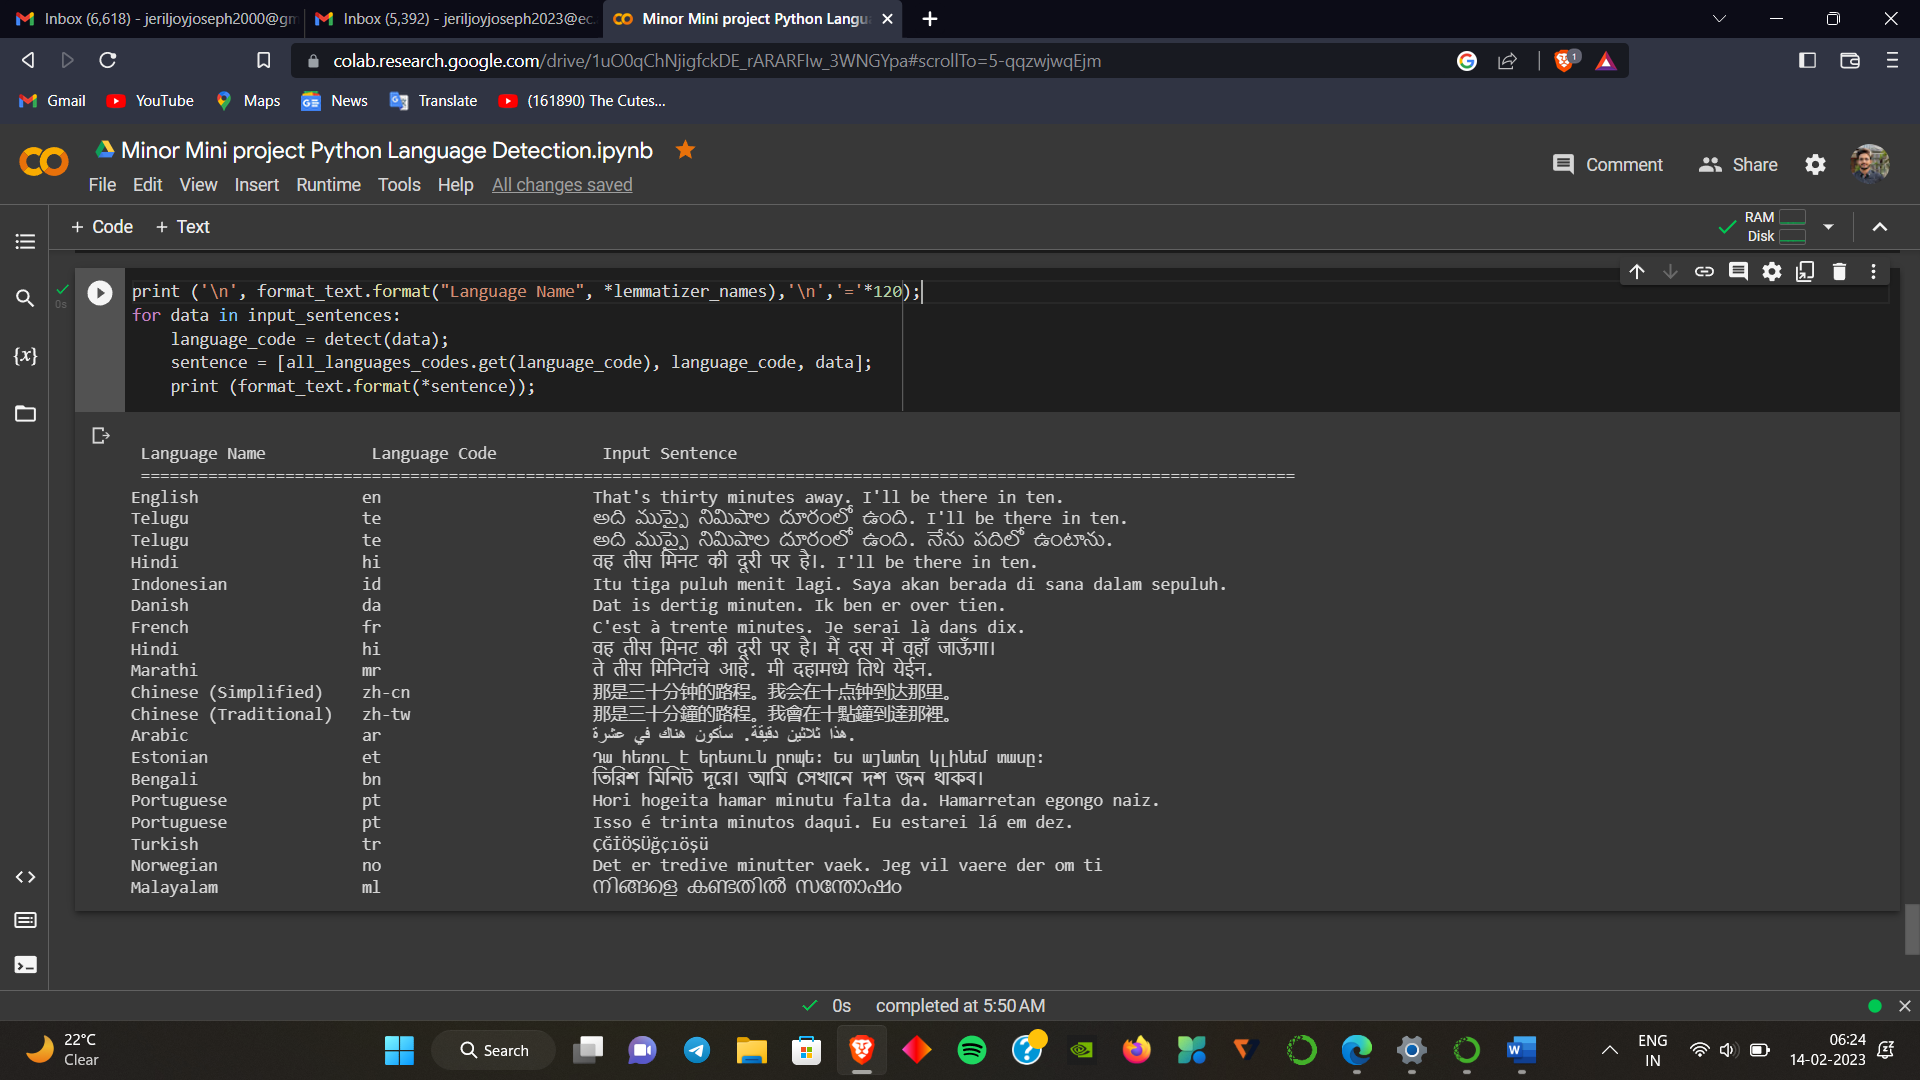 Inbox (6,618) - jeriljoyjoseph2000@gm
Inbox (5,392) - jeriljoyjoseph2023@ec.
Minor Mini project Python Langu
colab.research.google.com/drive/1uO0qChNjigfckDE_rARARFIw_3WNGYpa#scrollTo=5-qqzwjwqEjm
1
Gmail YouTube Maps News Translate (161890) The Cutes...
Minor Mini project Python Language Detection.ipynb
Comment Share
File Edit View Insert Runtime Tools Help All changes saved
+ Code + Text
RAM
Disk
0s
print ('\n', format_text.format("Language Name", *lemmatizer_names),'\n','='*120);
for data in input_sentences:
language_code = detect(data);
sentence = [all_languages_codes.get(language_code), language_code, data];
print (format_text.format(*sentence));
{x}
Language Name Language Code Input Sentence
========================================================================================================================
English en That's thirty minutes away. I'll be there in ten.
Telugu te అది ముప్పై నిమిషాల దూరంలో ఉంది. I'll be there in ten.
Telugu te అది ముప్పై నిమిషాల దూరంలో ఉంది. నేను పదిలో ఉంటాను.
Hindi hi वह तीस मिनट की दूरी पर है।. I'll be there in ten.
Indonesian id Itu tiga puluh menit lagi. Saya akan berada di sana dalam sepuluh.
Danish da Dat is dertig minuten. Ik ben er over tien.
French fr C'est à trente minutes. Je serai là dans dix.
Hindi hi वह तीस मिनट की दूरी पर है। मैं दस में वहाँ जाऊँगा।
Marathi mr ते तीस मिनिटांचे आहे. मी दहामध्ये तिथे येईन.
Chinese (Simplified) zh-cn 那是三十分钟的路程。我会在十点钟到达那里。
Chinese (Traditional) zh-tw 那是三十分鐘的路程。我會在十點鐘到達那裡。
Arabic ar هذا ثلاثين دقيقة. سأكون هناك في عشرة.
Estonian et Դա հեռու է երեսուն րոպե: Ես այնտեղ կլինեմ տասը:
Bengali bn তিরিশ মিনিট দূরে। আমি সেখানে দশ জন থাকব।
Portuguese pt Hori hogeita hamar minutu falta da. Hamarretan egongo naiz.
Portuguese pt Isso é trinta minutos daqui. Eu estarei lá em dez.
Turkish tr ÇĞİÖŞÜğçıöşü
Norwegian no Det er tredive minutter vaek. Jeg vil vaere der om ti
Malayalam ml നിങ്ങളെ കണ്ടതിൽ സന്തോഷം
0s completed at 5:50 AM
22°C
Clear
Search
ENG
IN
06:24
14-02-2023